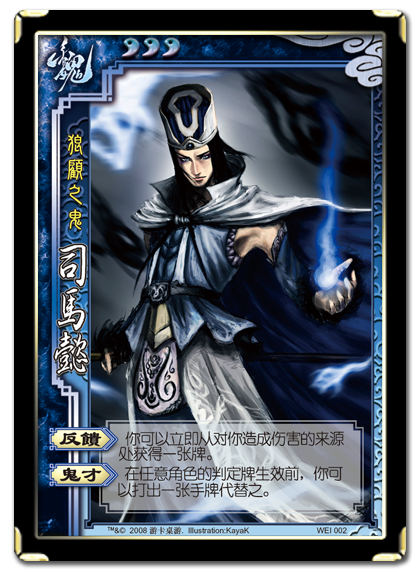 魏
狼顧之鬼
司馬懿
反饋
你可以立即从对你造成伤害的来源
处获得一张牌。
鬼才
在任意角色的判定牌生效前，你可
以打出一张手牌代替之。
™&© 2008 游卡桌游. Illustration:KayaK
WEI 002